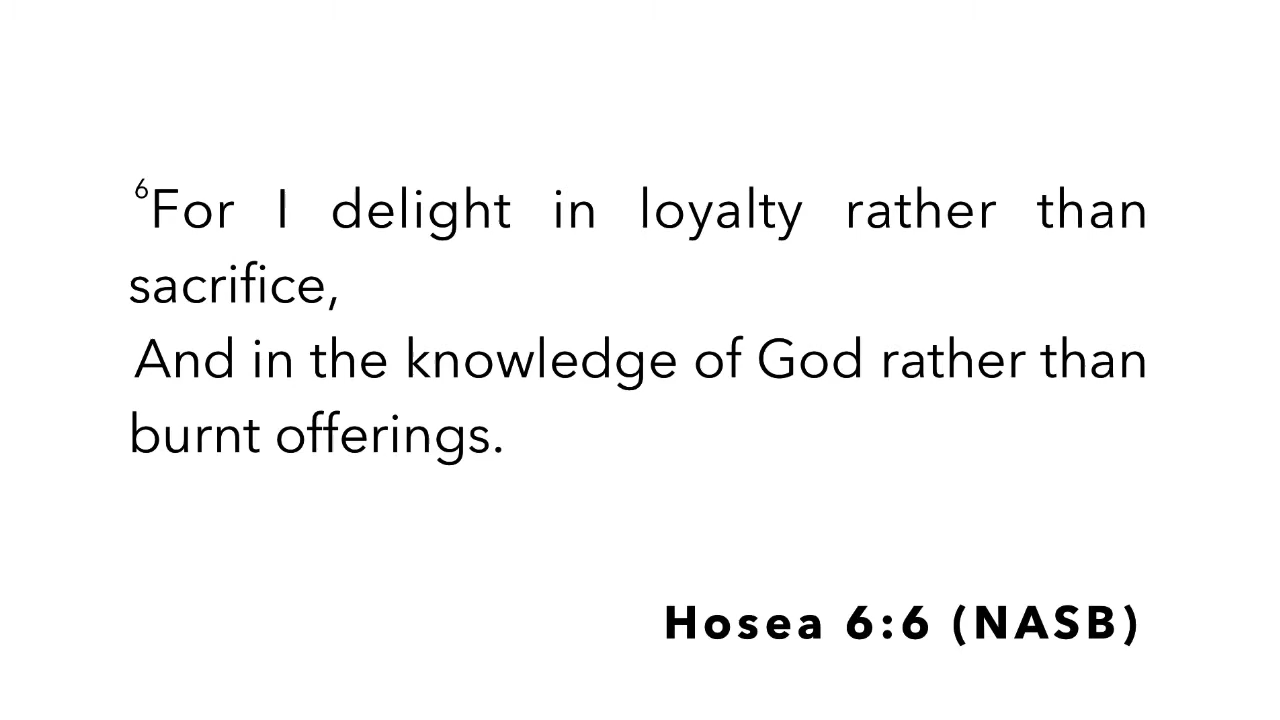 ⁶For I delight in loyalty rather than
sacrifice,
And in the knowledge of God rather than
burnt offerings.
Hosea 6:6 (NASB)